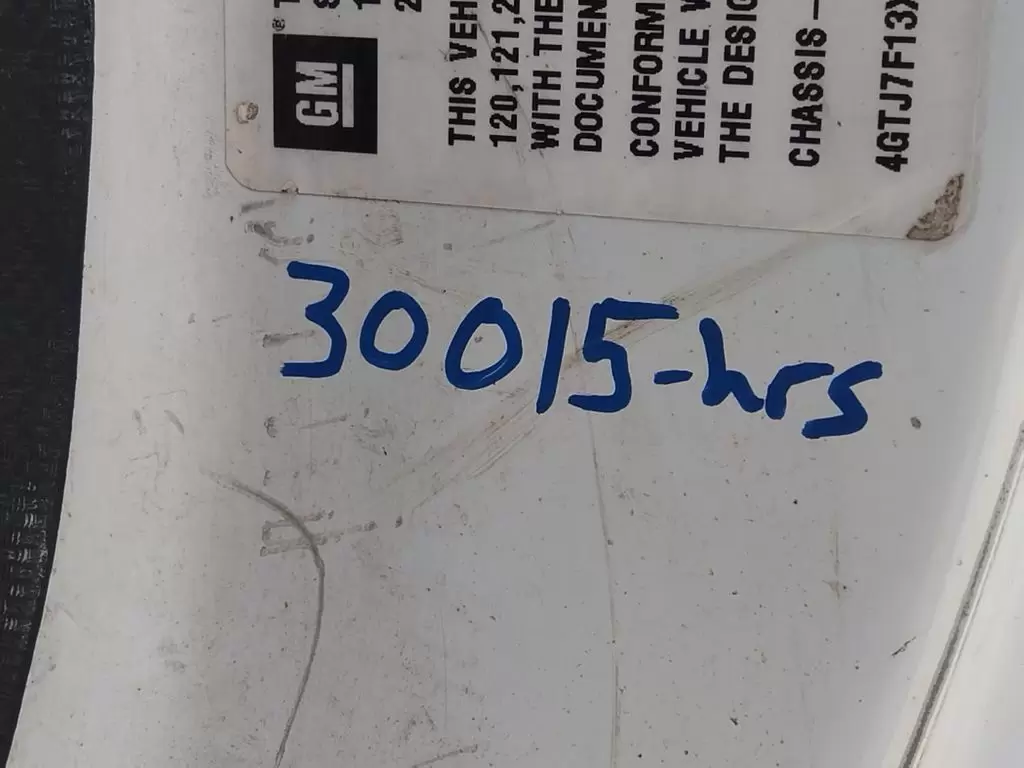 GM
THIS VEH
120,121,2
WITH THE
DOCUMEN
CONFORM
VEHICLE
THE DESIG
CHASSIS –
4GTJ7F13
30015-hrs